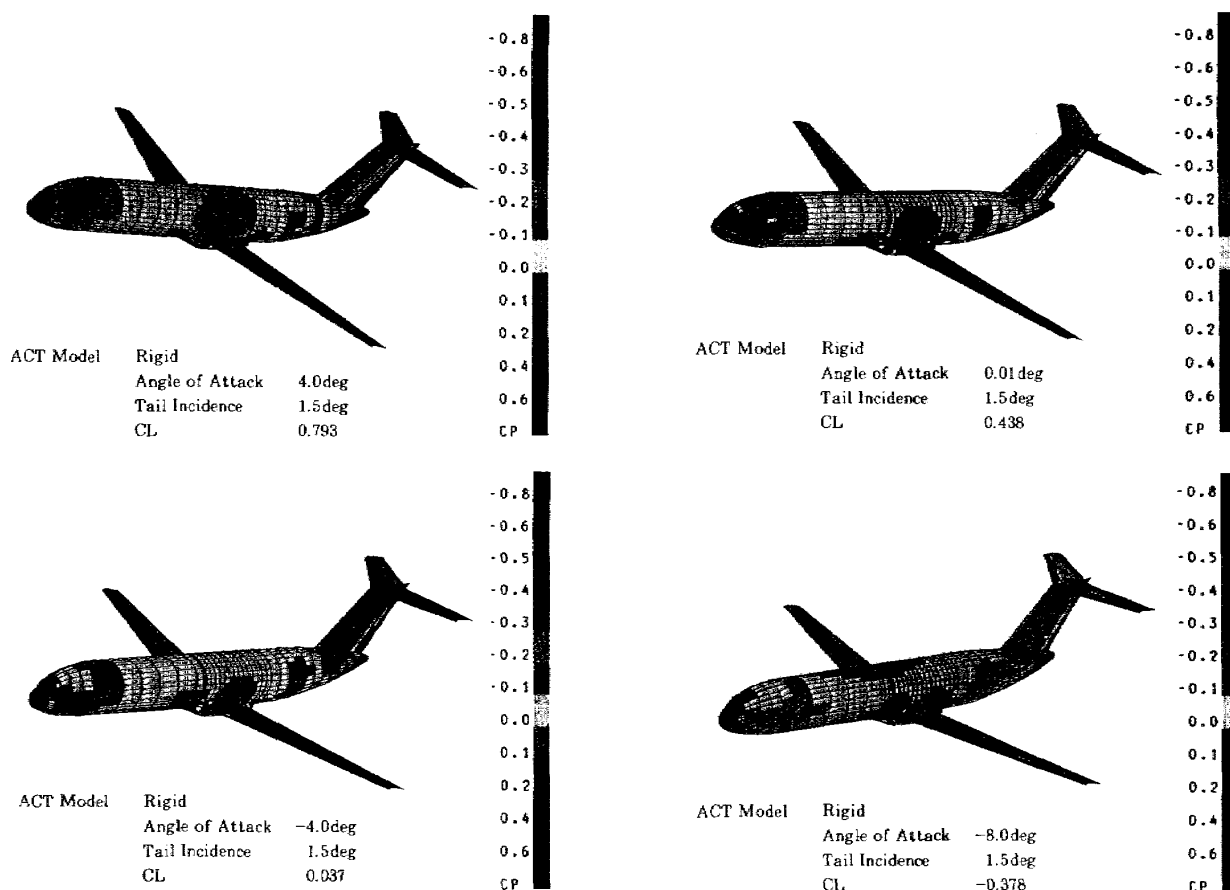 -0.8
-0.6
-0.5
-0.4
-0.3
-0.2
-0.1
0.0
0.1
0.2
0.4
0.6
CP
ACT Model Rigid
Angle of Attack 4.0deg
Tail Incidence 1.5deg
CL 0.793
-0.8
-0.6
-0.5
-0.4
-0.3
-0.2
-0.1
0.0
0.1
0.2
0.4
0.6
CP
ACT Model Rigid
Angle of Attack 0.01deg
Tail Incidence 1.5deg
CL 0.438
-0.8
-0.6
-0.5
-0.4
-0.3
-0.2
-0.1
0.0
0.1
0.2
0.4
0.6
CP
ACT Model Rigid
Angle of Attack −4.0deg
Tail Incidence 1.5deg
CL 0.037
-0.8
-0.6
-0.5
-0.4
-0.3
-0.2
-0.1
0.0
0.1
0.2
0.4
0.6
CP
ACT Model Rigid
Angle of Attack −8.0deg
Tail Incidence 1.5deg
CL −0.378